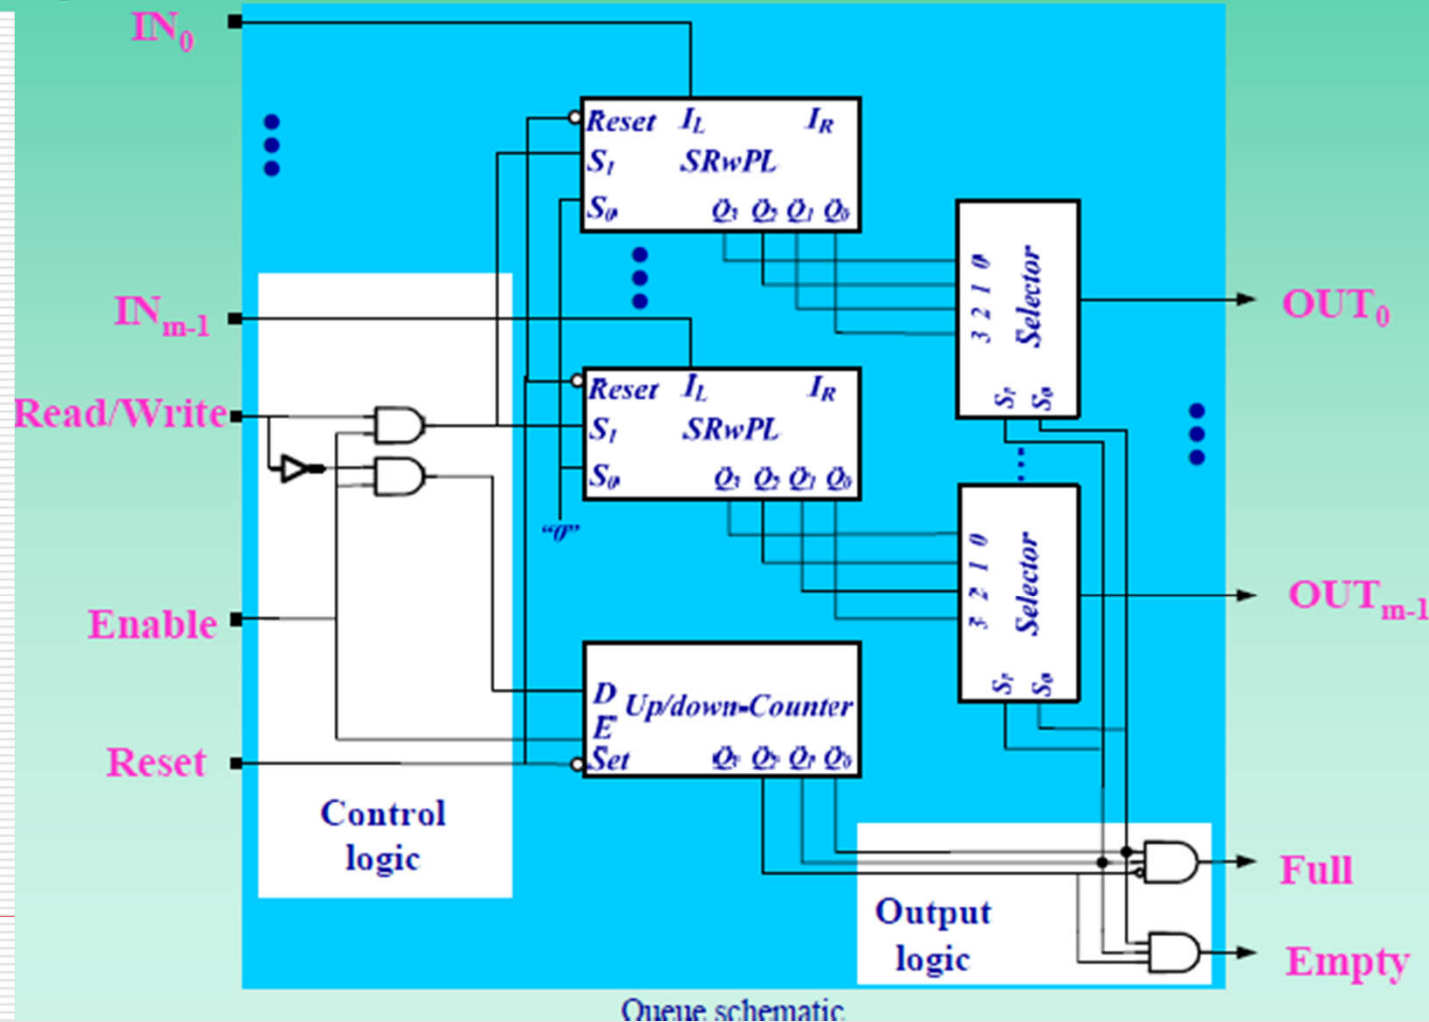 IN0
Reset IL IR
S1 SRwPL
S0 Q3 Q2 Q1 Q0
0 1 2 3 Selector
S1 S0
OUT0
INm-1
Read/Write
Reset IL IR
S1 SRwPL
S0 Q3 Q2 Q1 Q0
“0”
0 1 2 3 Selector
S1 S0
OUTm-1
Enable
D Up/down-Counter
E
Set Q2 Q1 Q0
Reset
Control
logic
Full
Output
logic
Empty
Queue schematic